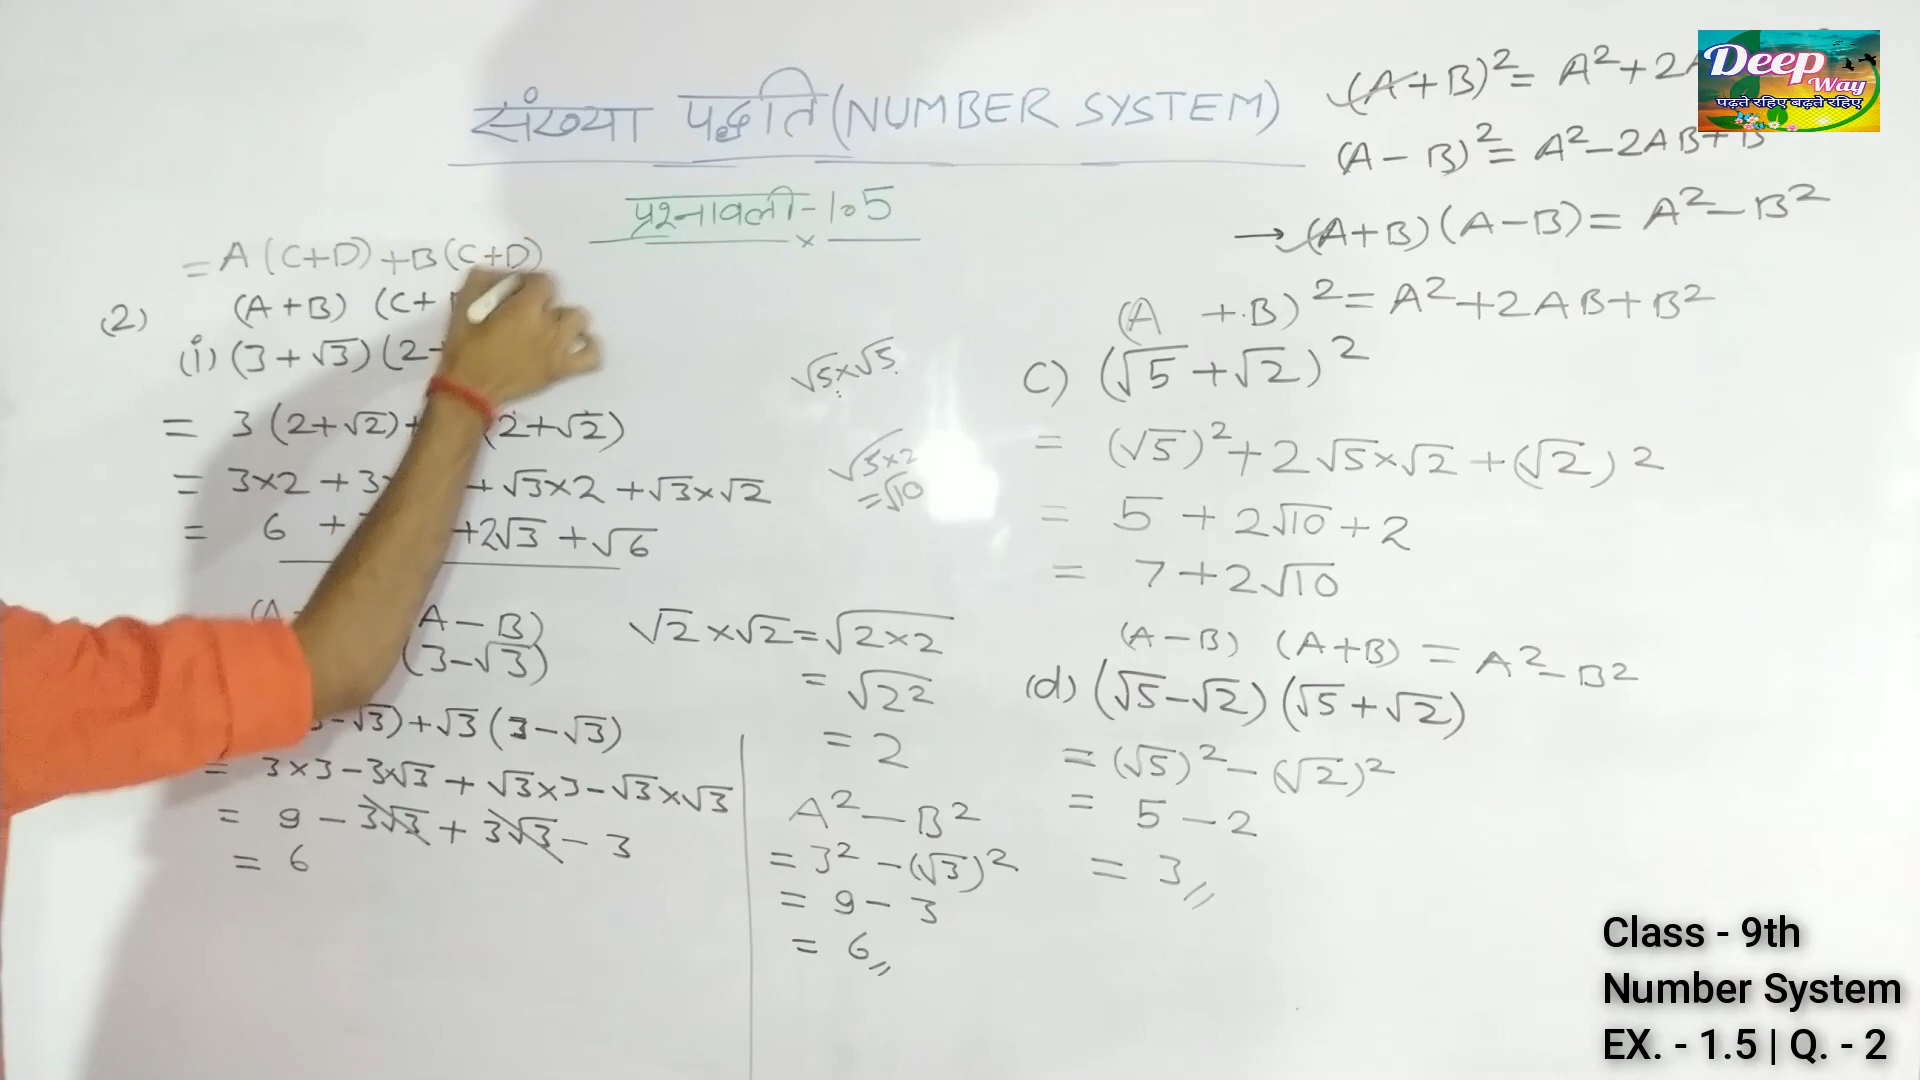 संख्या पद्धति (NUMBER SYSTEM)
प्रश्नावली - 1.5
(A+B)² = A²+2A
(A-B)² = A²-2AB+B
→ (A+B)(A-B) = A²-B²
Deep
Way
पढ़ते रहिए बढ़ते रहिए
= A(C+D)+B(C+D)
(2) (A+B) (C+
(i) (3+√3)(2+
= 3(2+√2)+ (2+√2)
= 3×2+3× +√3×2+√3×√2
= 6 + +2√3+√6
A-B)
(3-√3)
-√3)+√3(3-√3)
= 3×3-3×√3+√3×3-√3×√3
= 9-3√3+3√3-3
= 6
√5×√5
√5×2
=√10
√2×√2=√2×2
= √2²
= 2
A²-B²
= 3²-(√3)²
= 9-3
= 6
(A +B)² = A²+2AB+B²
C) (√5+√2)²
= (√5)²+2√5×√2+(√2)²
= 5+2√10+2
= 7+2√10
(A-B) (A+B) = A²-B²
(d) (√5-√2)(√5+√2)
= (√5)²-(√2)²
= 5-2
= 3
Class - 9th
Number System
EX. - 1.5 | Q. - 2